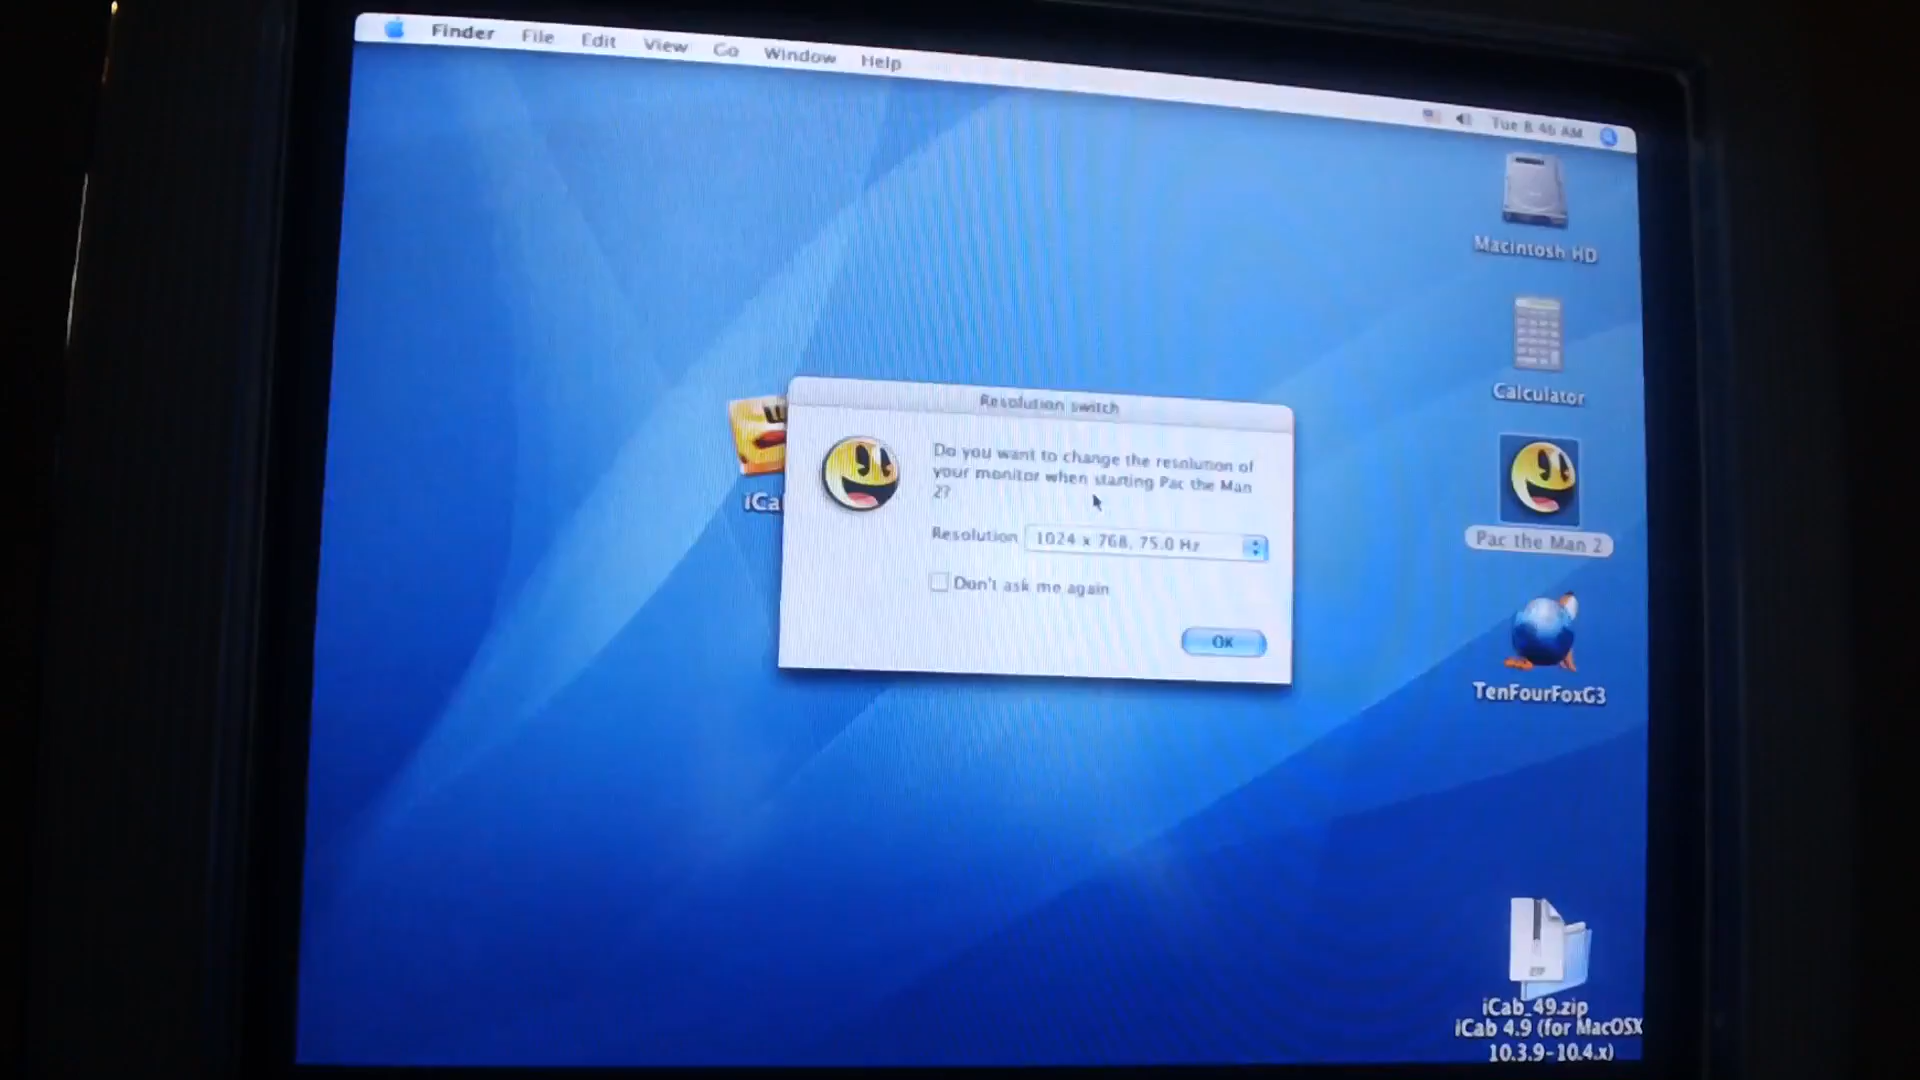 Finder File Edit View Go Window Help
Tue 8:46 AM
Macintosh HD
Calculator
Resolution switch
Do you want to change the resolution of
your monitor when starting Pac the Man
2?
Resolution 1024 x 768, 75.0 Hz
Don't ask me again
OK
iCa
Pac the Man 2
TenFourFoxG3
ZIP
iCab_49.zip
iCab 4.9 (for MacOSX
10.3.9-10.4.x)